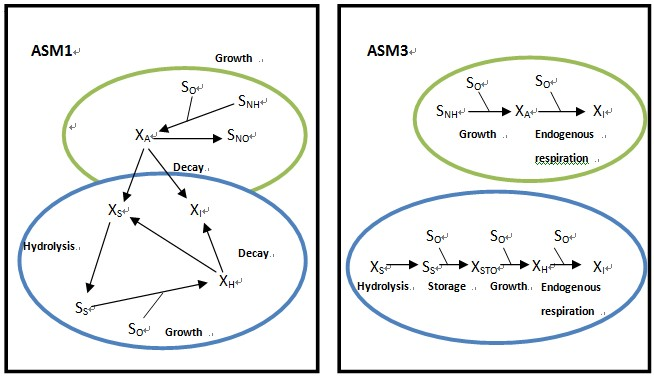 ASM1
Growth
SO
SNH
XA
SNO
Decay
XS
XI
Hydrolysis
Decay
XH
SS
SO
Growth
ASM3
SO
SO
SNH
XA
XI
Growth
Endogenous
respiration
SO
SO
SO
XS
SS
XSTO
XH
XI
Hydrolysis
Storage
Growth
Endogenous
respiration